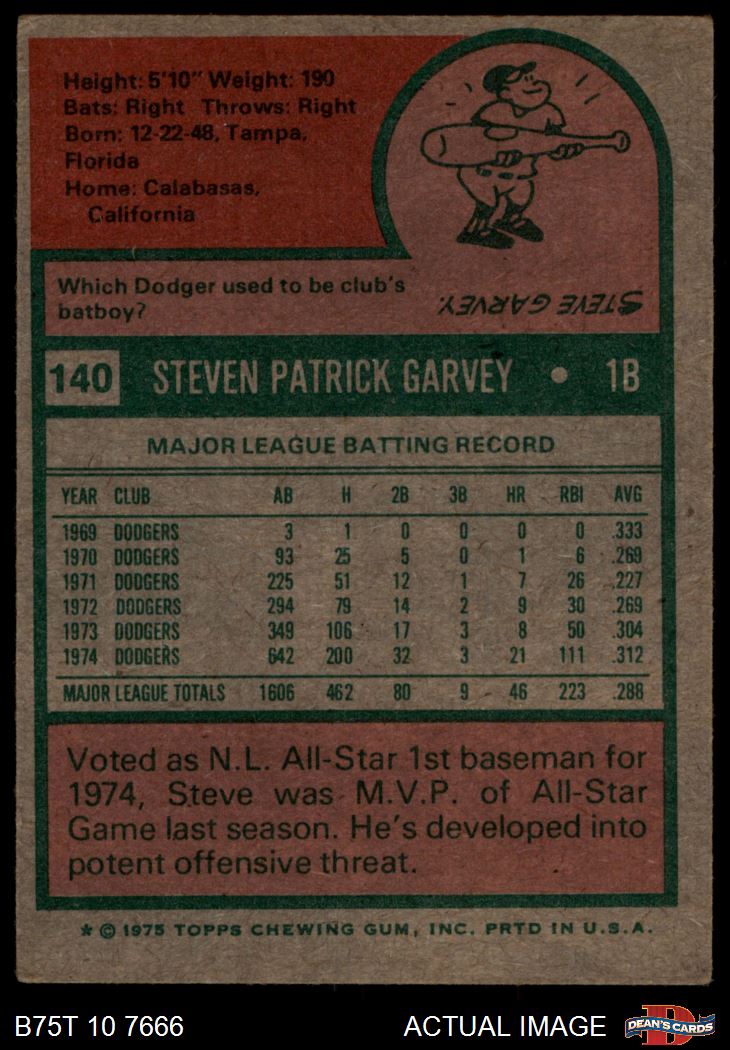 Height: 5'10" Weight: 190
Bats: Right Throws: Right
Born: 12-22-48, Tampa,
Florida
Home: Calabasas,
California
Which Dodger used to be club's
batboy?
STEVE GARVEY.
140 STEVEN PATRICK GARVEY • 1B
MAJOR LEAGUE BATTING RECORD
YEAR CLUB AB H 2B 3B HR RBI AVG
1969 DODGERS 3 1 0 0 0 0 .333
1970 DODGERS 93 25 5 0 1 6 .269
1971 DODGERS 225 51 12 1 7 26 .227
1972 DODGERS 294 79 14 2 9 30 .269
1973 DODGERS 349 106 17 3 8 50 .304
1974 DODGERS 642 200 32 3 21 111 .312
MAJOR LEAGUE TOTALS 1606 462 80 9 46 223 .288
Voted as N.L. All-Star 1st baseman for
1974, Steve was M.V.P. of All-Star
Game last season. He's developed into
potent offensive threat.
* © 1975 TOPPS CHEWING GUM, INC. PRTD IN U.S.A.
B75T 10 7666 ACTUAL IMAGE
D
DEAN'S CARDS